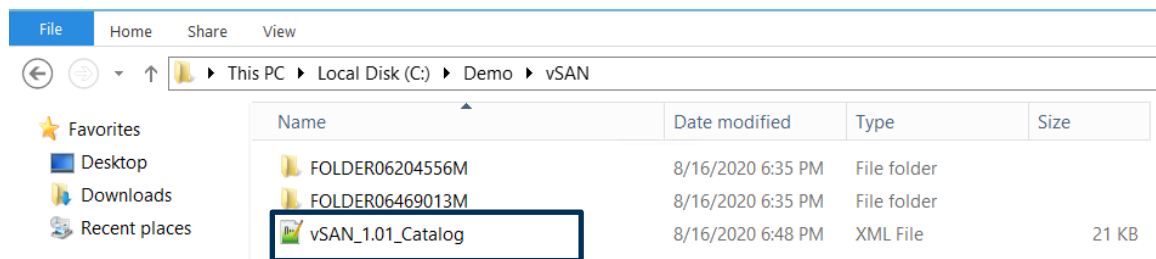 File Home Share View
This PC Local Disk (C:) Demo vSAN
Favorites
Desktop
Downloads
Recent places
Name Date modified Type Size
FOLDER06204556M 8/16/2020 6:35 PM File folder
FOLDER06469013M 8/16/2020 6:35 PM File folder
vSAN_1.01_Catalog 8/16/2020 6:48 PM XML File 21 KB